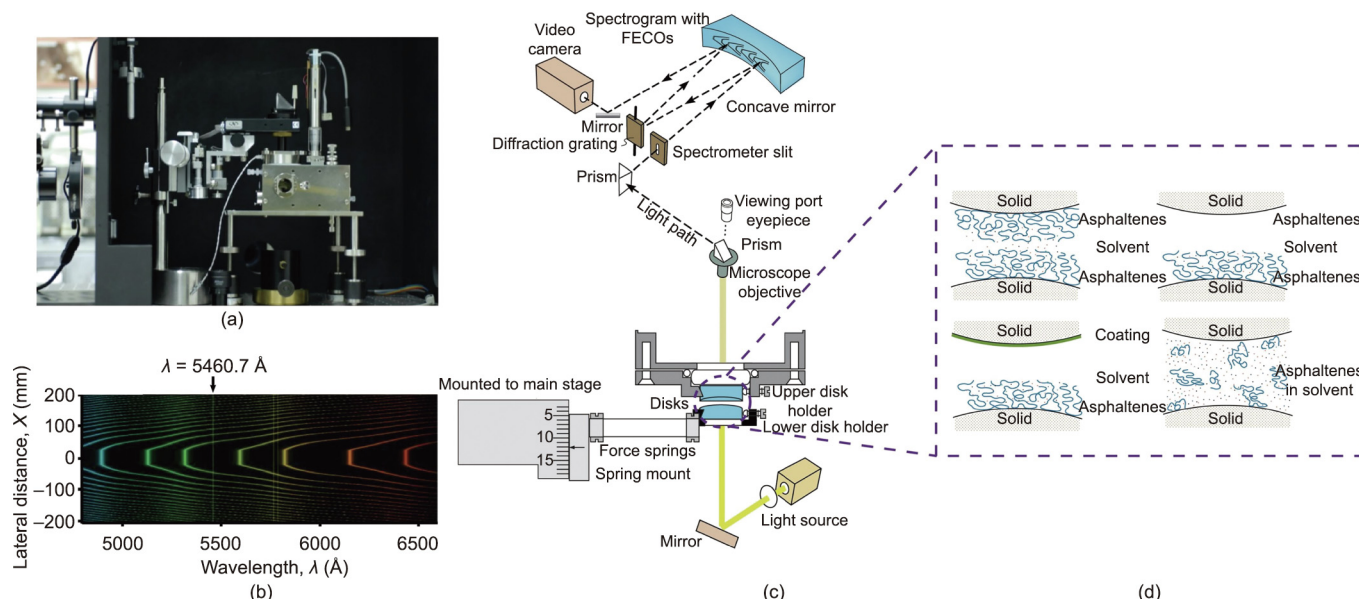 (a)
λ = 5460.7 Å
Lateral distance, X (mm)
200
100
0
−100
−200
5000
5500
6000
6500
Wavelength, λ (Å)
(b)
Video
camera
Spectrogram with
FECOs
Concave mirror
Mirror
Diffraction grating
Spectrometer slit
Prism
Light path
Viewing port
eyepiece
Prism
Microscope
objective
Mounted to main stage
5
10
15
Disks
Upper disk
holder
Lower disk holder
Force springs
Spring mount
Light source
Mirror
(c)
Solid
Asphaltenes
Solvent
Asphaltenes
Solid
Solid
Asphaltenes
Solvent
Asphaltenes
Solid
Solid
Coating
Solvent
Asphaltenes
Solid
Solid
Asphaltenes
in solvent
Solid
(d)